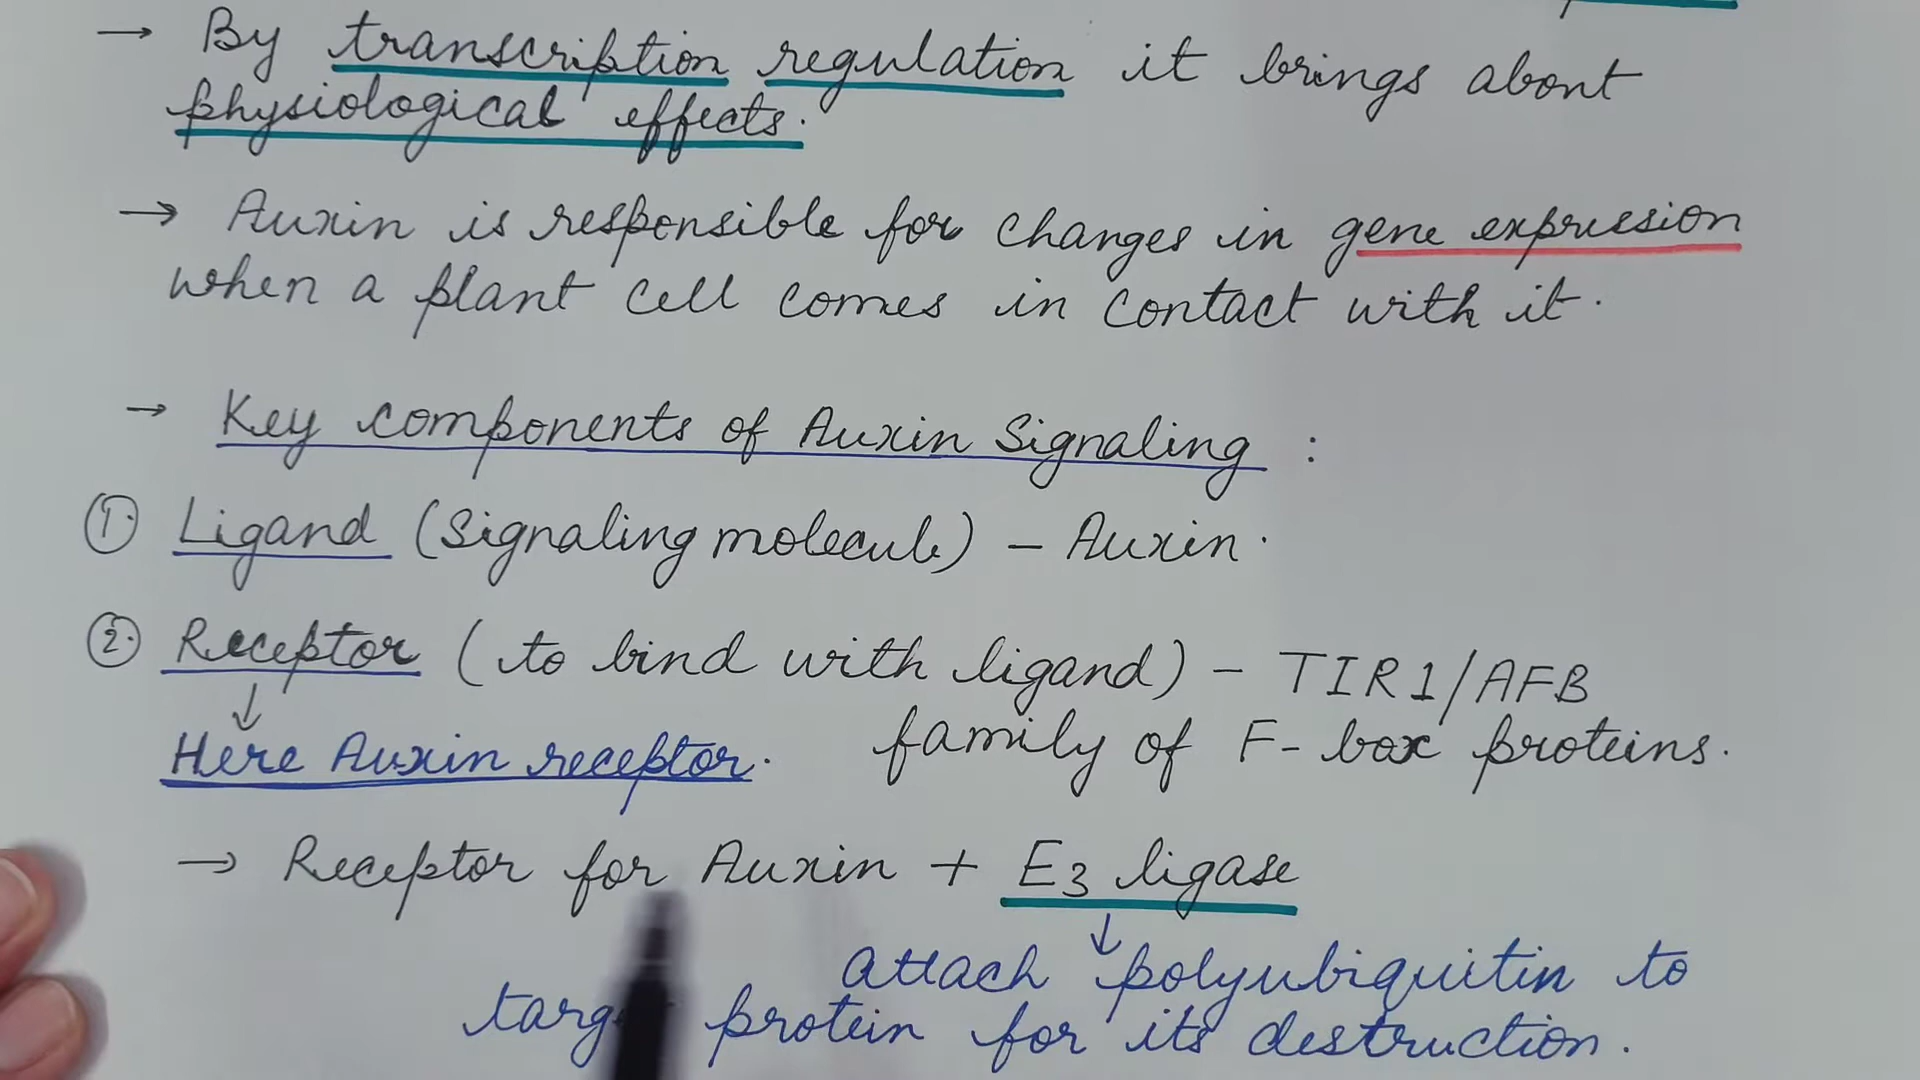 → By transcription regulation it brings about
physiological effects.
→ Auxin is responsible for changes in gene expression
when a plant cell comes in contact with it.
→ Key components of Auxin Signaling :
① Ligand (Signaling molecule) - Auxin.
② Receptor (to bind with ligand) - TIR1/AFB
↓
Here Auxin receptor. family of F-box proteins.
→ Receptor for Auxin + E3 ligase
↓
attach polyubiquitin to
protein for its destruction.